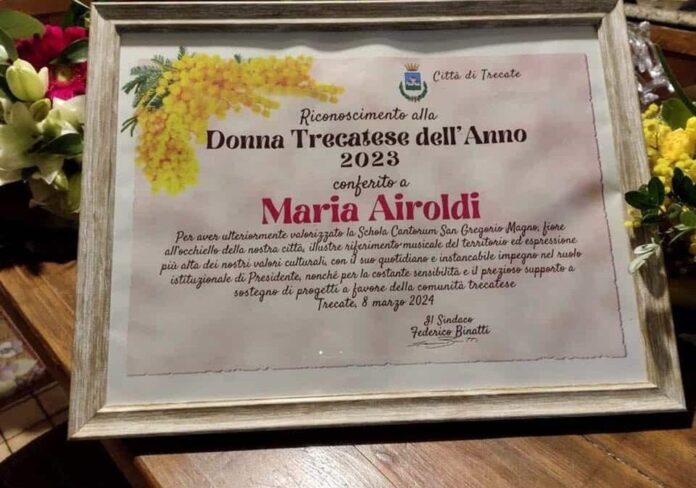 Città di Trecate
Riconoscimento alla
Donna Trecatese dell'Anno
2023
conferito a
Maria Airoldi
Per aver ulteriormente valorizzato la Schola Cantorum San Gregorio Magno, fiore
all'occhiello della nostra città, illustre riferimento musicale del territorio ed espressione
più alta dei nostri valori culturali, con il suo quotidiano e instancabile impegno nel ruolo
istituzionale di Presidente, nonché per la costante sensibilità e il prezioso supporto a
sostegno di progetti a favore della comunità trecatese
Trecate, 8 marzo 2024
Il Sindaco
Federico Binatti